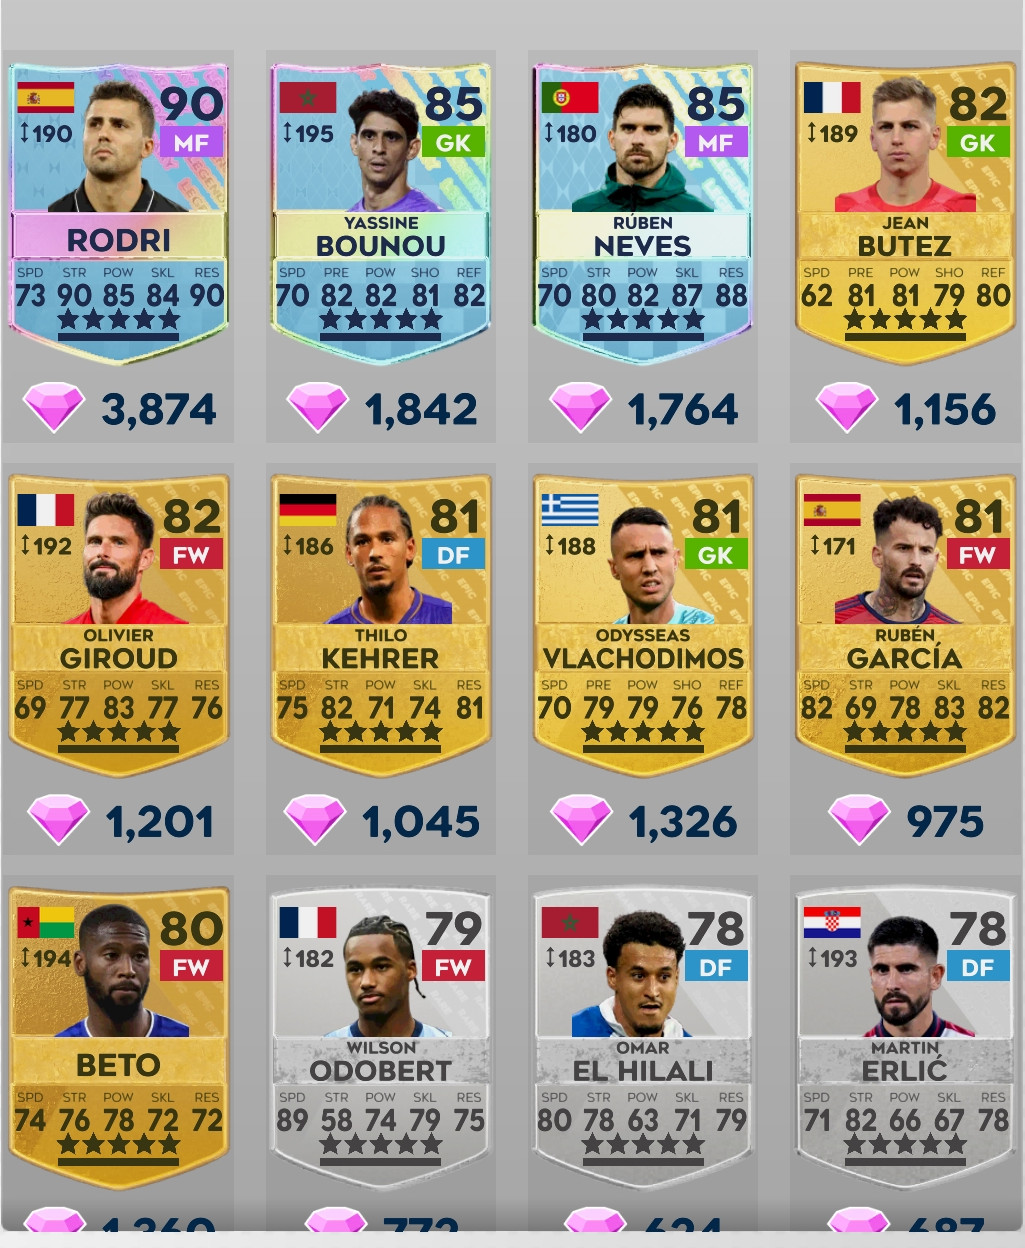 90
190
MF
RODRI
SPD STR POW SKL RES
73 90 85 84 90
3,874
85
195
GK
YASSINE
BOUNOU
SPD PRE POW SHO REF
70 82 82 81 82
1,842
85
180
MF
RÚBEN
NEVES
SPD STR POW SKL RES
70 80 82 87 88
1,764
82
189
GK
JEAN
BUTEZ
SPD PRE POW SHO REF
62 81 81 79 80
1,156
82
192
FW
OLIVIER
GIROUD
SPD STR POW SKL RES
69 77 83 77 76
1,201
81
186
DF
THILO
KEHRER
SPD STR POW SKL RES
75 82 71 74 81
1,045
81
188
GK
ODYSSEAS
VLACHODIMOS
SPD PRE POW SHO REF
70 79 79 76 78
1,326
81
171
FW
RUBÉN
GARCÍA
SPD STR POW SKL RES
82 69 78 83 82
975
80
194
FW
BETO
SPD STR POW SKL RES
74 76 78 72 72
1,360
79
182
FW
WILSON
ODOBERT
SPD STR POW SKL RES
89 58 74 79 75
78
183
DF
OMAR
EL HILALI
SPD STR POW SKL RES
80 78 63 71 79
78
193
DF
MARTIN
ERLIĆ
SPD STR POW SKL RES
71 82 66 67 78